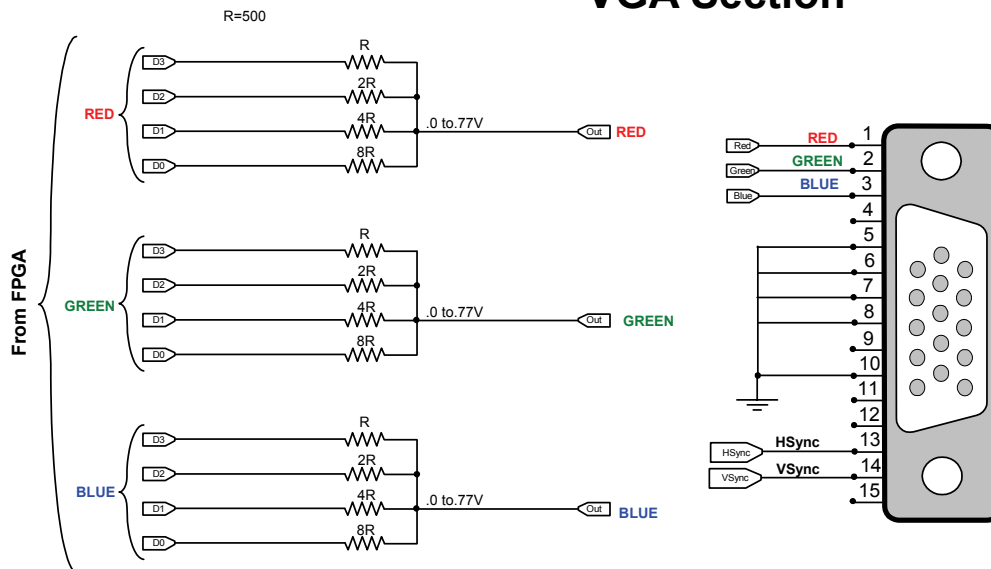 VGA Section
R=500
From FPGA
RED
D3
R
D2
2R
D1
4R
D0
8R
.0 to.77V
Out
RED
GREEN
D3
R
D2
2R
D1
4R
D0
8R
.0 to.77V
Out
GREEN
BLUE
D3
R
D2
2R
D1
4R
D0
8R
.0 to.77V
Out
BLUE
Red
RED
1
Green
GREEN
2
Blue
BLUE
3
4
5
6
7
8
9
10
11
12
HSync
HSync
13
VSync
VSync
14
15